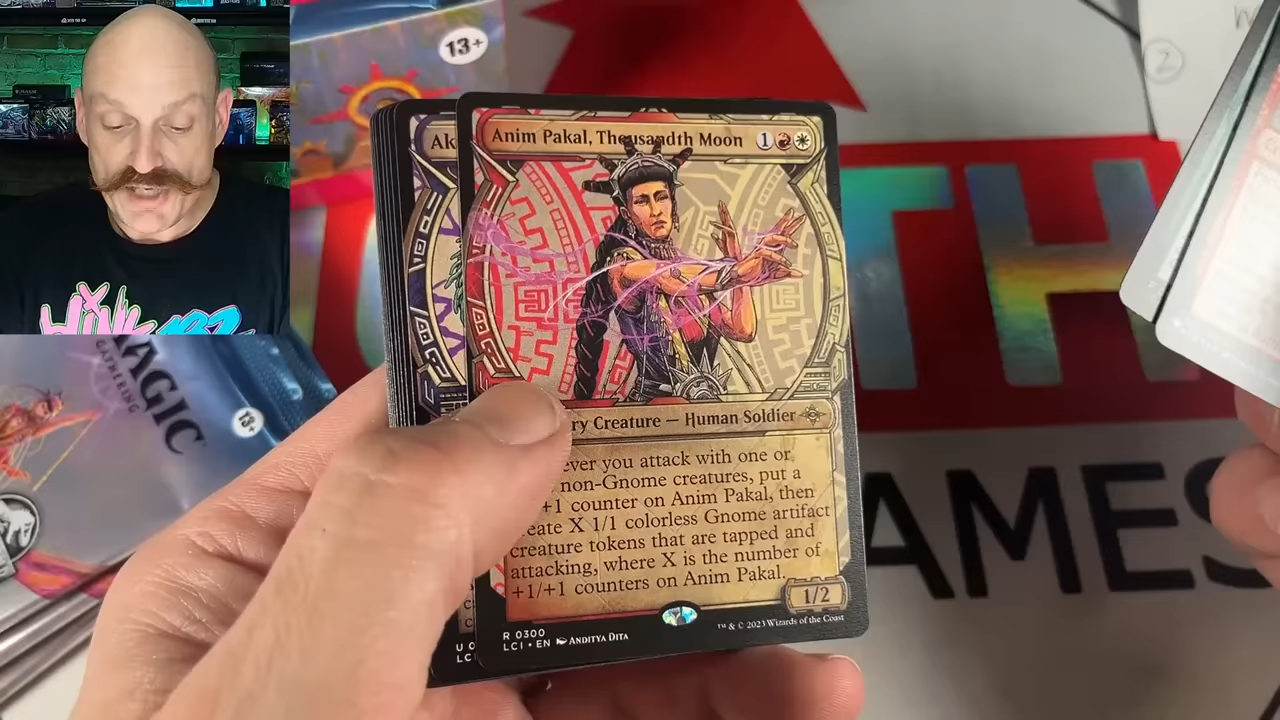 13+
Ak
Anim Pakal, Thousandth Moon 1
ry Creature — Human Soldier
ever you attack with one or
non-Gnome creatures, put a
+1 counter on Anim Pakal, then
eate X 1/1 colorless Gnome artifact
creature tokens that are tapped and
attacking, where X is the number of
+1/+1 counters on Anim Pakal.
1/2
R 0300
LCI • EN ANDITYA DITA
™ & © 2023 Wizards of the Coast
U 0
LCI
TH
AMES
MAGIC
GATHERING
13+
2